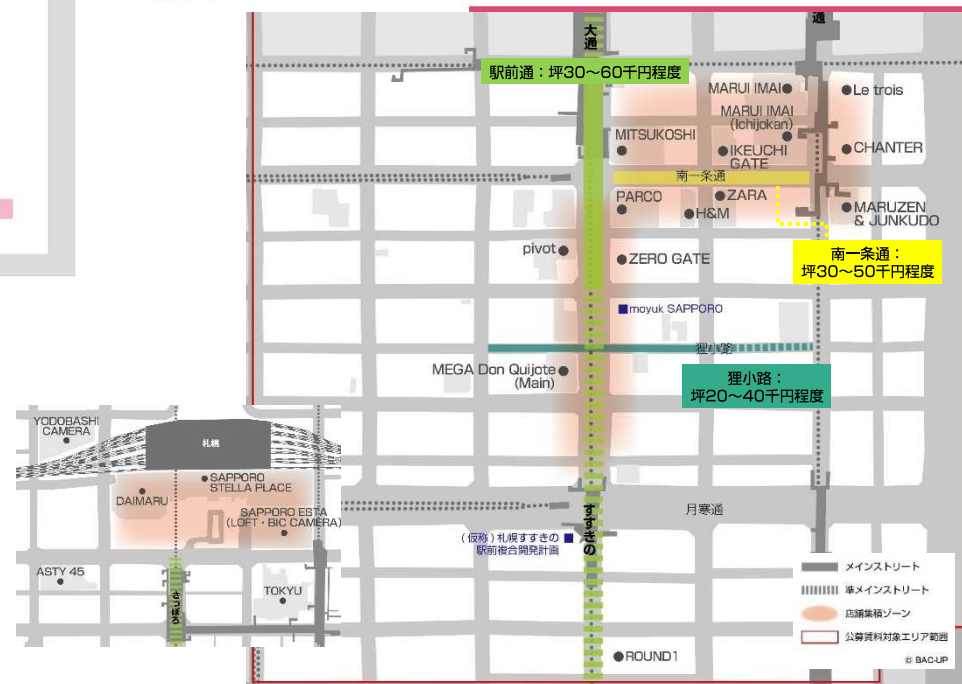 大通
通
駅前通：坪30～60千円程度
MARUI IMAI
Le trois
MARUI IMAI
(Ichijokan)
MITSUKOSHI
IKEUCHI
GATE
CHANTER
南一条通
PARCO
ZARA
H&M
MARUZEN
& JUNKUDO
pivot
ZERO GATE
南一条通：
坪30～50千円程度
moyuk SAPPORO
狸小路
MEGA Don Quijote
(Main)
狸小路：
坪20～40千円程度
YODOBASHI
CAMERA
札幌
SAPPORO
STELLA PLACE
DAIMARU
SAPPORO ESTA
(LOFT・BIC CAMERA)
ASTY 45
さっぽろ
TOKYU
月寒通
すすきの
(仮称)札幌すすきの
駅前複合開発計画
ROUND1
メインストリート
準メインストリート
店舗集積ゾーン
公募賃料対象エリア範囲
© BAC-UP